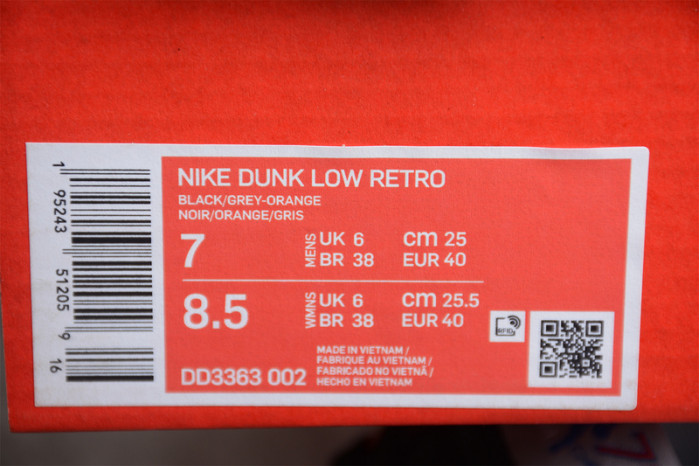 NIKE DUNK LOW RETRO
BLACK/GREY-ORANGE
NOIR/ORANGE/GRIS
7
MENS
UK 6 cm 25
BR 38 EUR 40
8.5
WMNS
UK 6 cm 25.5
BR 38 EUR 40
DD3363 002
MADE IN VIETNAM /
FABRIQUE AU VIETNAM /
FABRICADO NO VIETNÃ /
HECHO EN VIETNAM
RFID
1 95243 51205 9 16